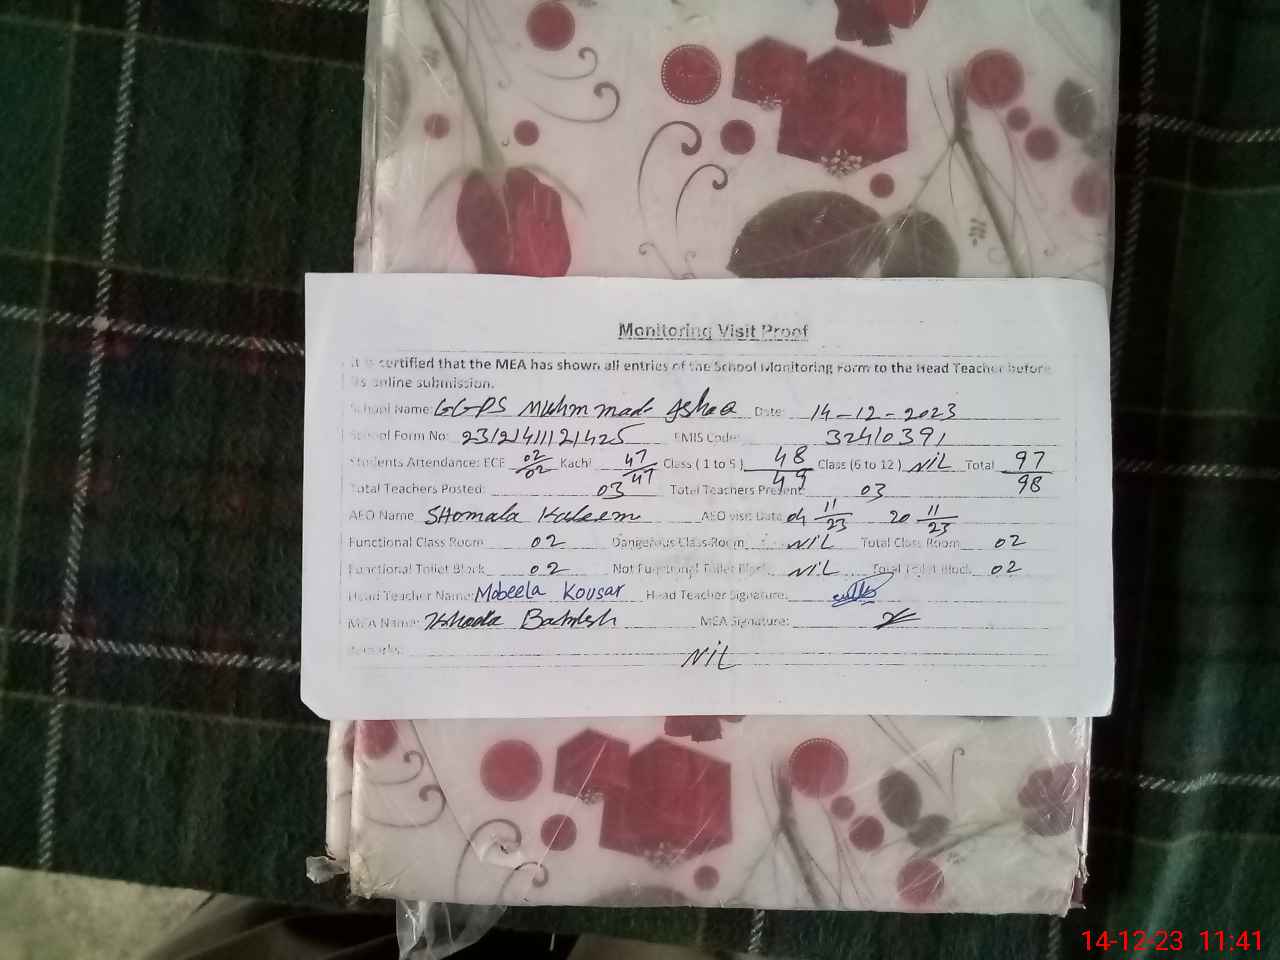 Monitoring Visit Proof
It is certified that the MEA has shown all entries of the School Monitoring Form to the Head Teacher before
its online submission.
School Name: GGPS Muhmmad Date: 14-12-2023
School Form No: EMIS Code: 32410391
Students Attendance: ECE 02/02 Kachi 47/47 Class ( 1 to 5 ) 48/49 Class (6 to 12 ) NIL Total 97/98
Total Teachers Posted: 03 Total Teachers Present: 03
AEO Name SHomala Kaleem AEO visit Date 04 11/23 20 11/23
Functional Class Room 02 Dangerous Class Room NIL Total Class Room 02
Functional Toilet Block 02 Not Functional Toilet Block NIL Total Toilet Block 02
Head Teacher Name: Mobeela Kousar Head Teacher Signature:
MEA Name: MEA Signature:
Remarks: NIL
14-12-23 11:41